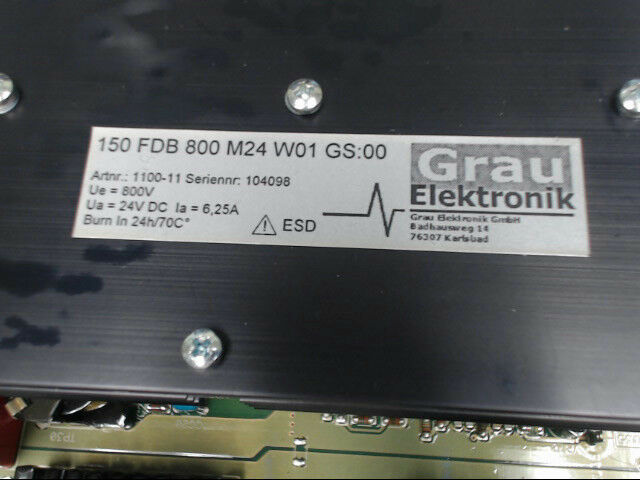 150 FDB 800 M24 W01 GS:00
Artnr.: 1100-11 Seriennr: 104098
Ue = 800V
Ua = 24V DC Ia = 6,25A
Burn In 24h/70C°
ESD
Grau
Elektronik
Grau Elektronik GmbH
Badhausweg 14
76307 Karlsbad
TP30